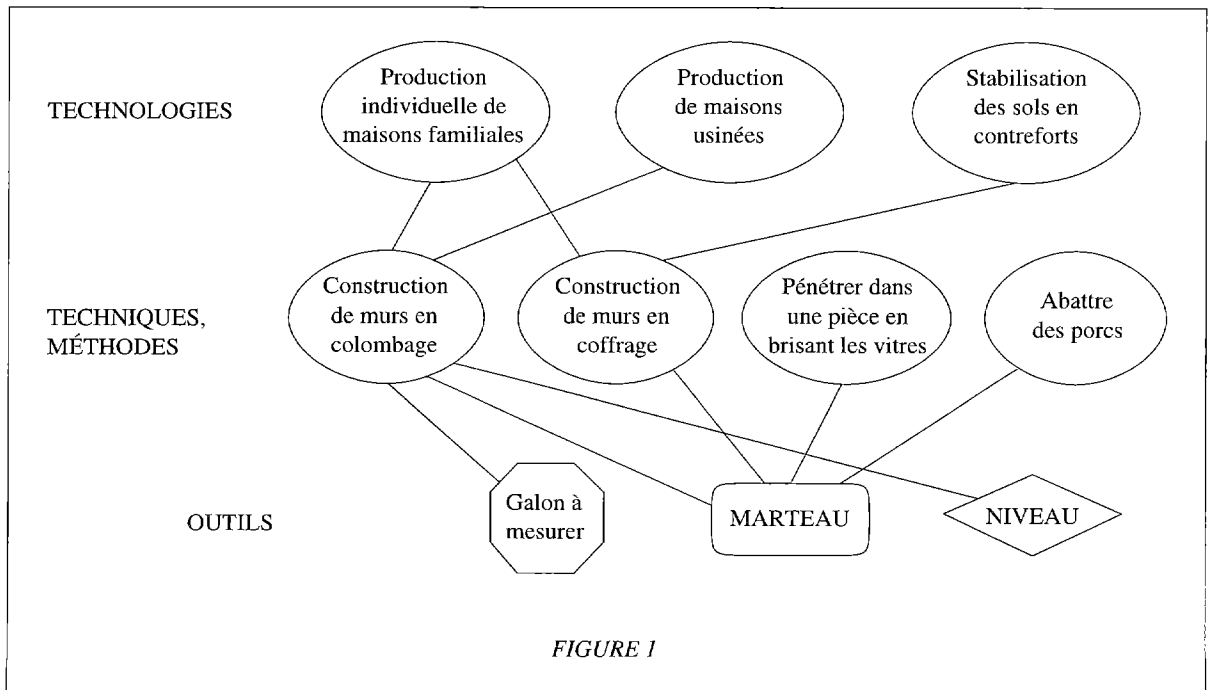 TECHNOLOGIES
Production
individuelle de
maisons familiales
Production
de maisons
usinées
Stabilisation
des sols en
contreforts
TECHNIQUES,
MÉTHODES
Construction
de murs en
colombage
Construction
de murs en
coffrage
Pénétrer dans
une pièce en
brisant les vitres
Abattre
des porcs
OUTILS
Galon à
mesurer
MARTEAU
NIVEAU
FIGURE 1